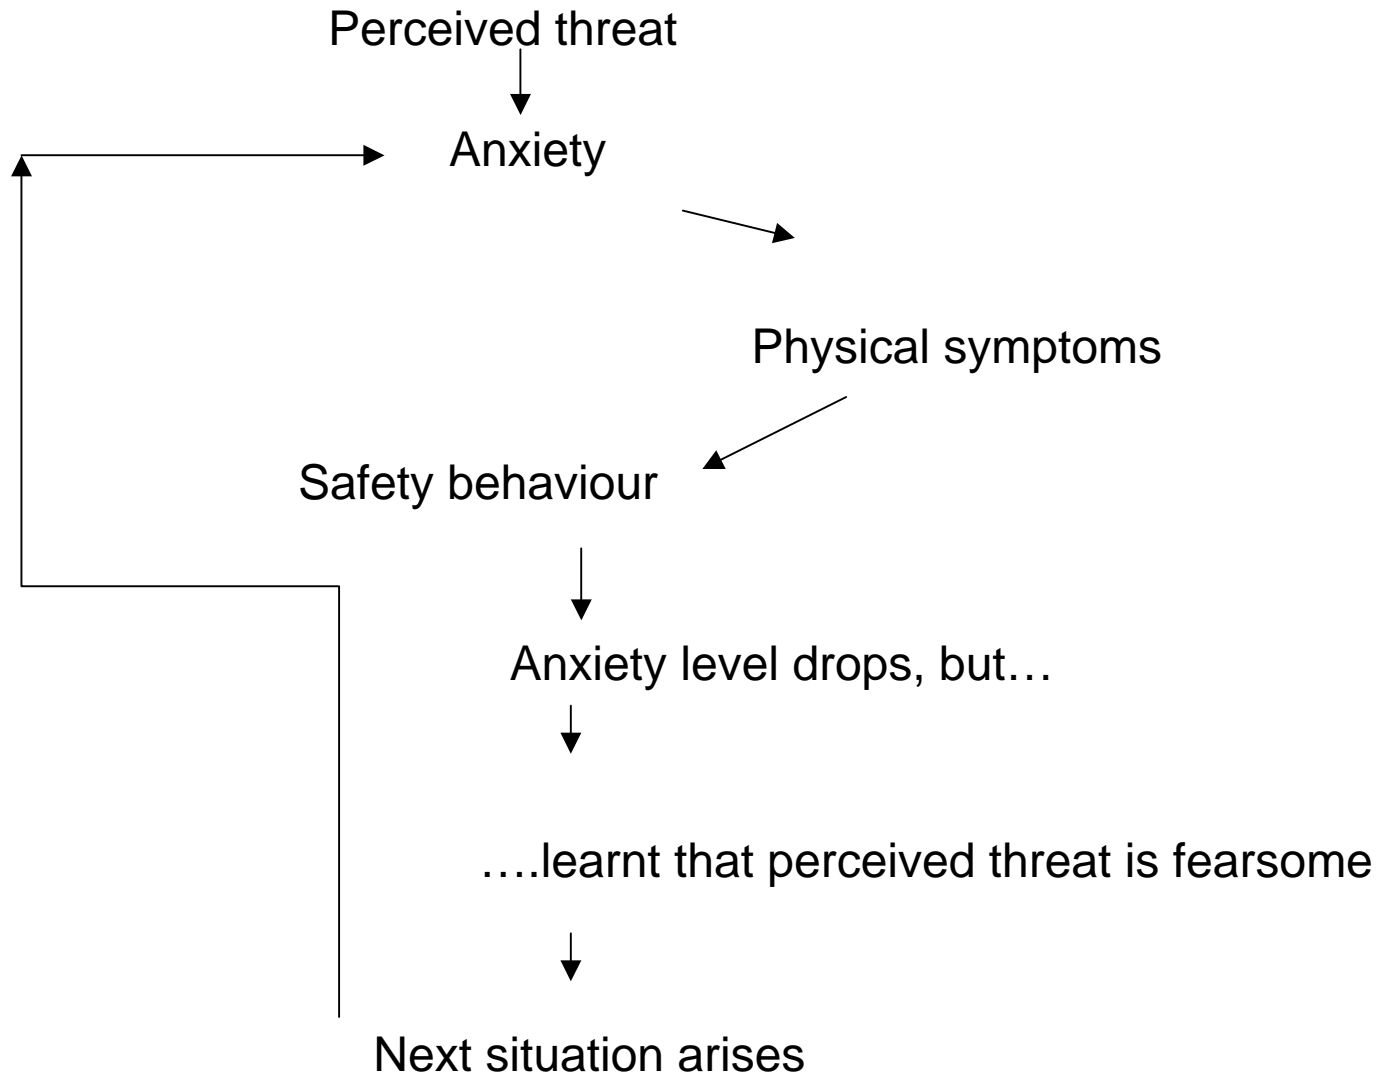 Perceived threat
Anxiety
Physical symptoms
Safety behaviour
Anxiety level drops, but…
….learnt that perceived threat is fearsome
Next situation arises